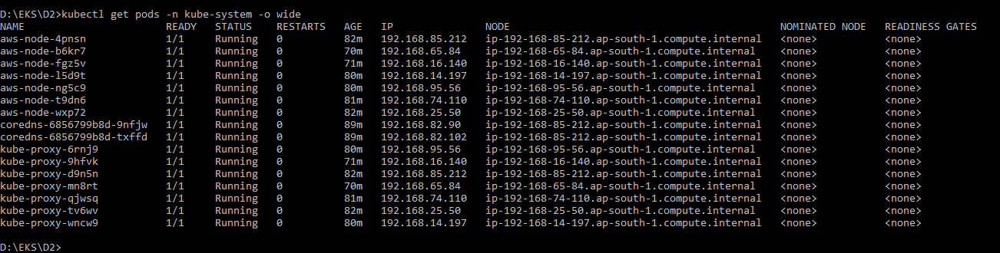 D:\EKS\D2>kubectl get pods -n kube-system -o wide
NAME READY STATUS RESTARTS AGE IP NODE NOMINATED NODE READINESS GATES
aws-node-4pnsn 1/1 Running 0 82m 192.168.85.212 ip-192-168-85-212.ap-south-1.compute.internal <none> <none>
aws-node-b6kr7 1/1 Running 0 70m 192.168.65.84 ip-192-168-65-84.ap-south-1.compute.internal <none> <none>
aws-node-fgz5v 1/1 Running 0 71m 192.168.16.140 ip-192-168-16-140.ap-south-1.compute.internal <none> <none>
aws-node-l5d9t 1/1 Running 0 80m 192.168.14.197 ip-192-168-14-197.ap-south-1.compute.internal <none> <none>
aws-node-ng5c9 1/1 Running 0 80m 192.168.95.56 ip-192-168-95-56.ap-south-1.compute.internal <none> <none>
aws-node-t9dn6 1/1 Running 0 81m 192.168.74.110 ip-192-168-74-110.ap-south-1.compute.internal <none> <none>
aws-node-wxp72 1/1 Running 0 82m 192.168.25.50 ip-192-168-25-50.ap-south-1.compute.internal <none> <none>
coredns-6856799b8d-9nfjw 1/1 Running 0 89m 192.168.82.90 ip-192-168-85-212.ap-south-1.compute.internal <none> <none>
coredns-6856799b8d-txffd 1/1 Running 0 89m 192.168.82.102 ip-192-168-85-212.ap-south-1.compute.internal <none> <none>
kube-proxy-6rnj9 1/1 Running 0 80m 192.168.95.56 ip-192-168-95-56.ap-south-1.compute.internal <none> <none>
kube-proxy-9hfvk 1/1 Running 0 71m 192.168.16.140 ip-192-168-16-140.ap-south-1.compute.internal <none> <none>
kube-proxy-d9n5n 1/1 Running 0 82m 192.168.85.212 ip-192-168-85-212.ap-south-1.compute.internal <none> <none>
kube-proxy-mn8rt 1/1 Running 0 70m 192.168.65.84 ip-192-168-65-84.ap-south-1.compute.internal <none> <none>
kube-proxy-qjwsq 1/1 Running 0 81m 192.168.74.110 ip-192-168-74-110.ap-south-1.compute.internal <none> <none>
kube-proxy-tv6wv 1/1 Running 0 82m 192.168.25.50 ip-192-168-25-50.ap-south-1.compute.internal <none> <none>
kube-proxy-wncw9 1/1 Running 0 80m 192.168.14.197 ip-192-168-14-197.ap-south-1.compute.internal <none> <none>
D:\EKS\D2>